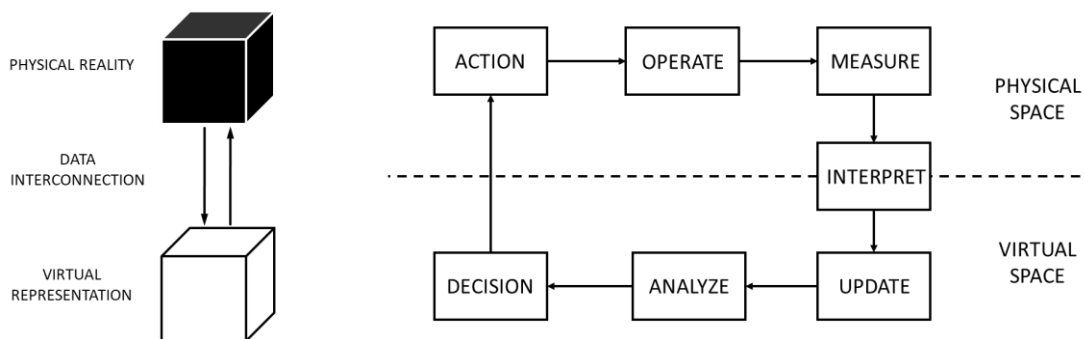 PHYSICAL REALITY
DATA
INTERCONNECTION
VIRTUAL
REPRESENTATION
ACTION
OPERATE
MEASURE
PHYSICAL
SPACE
INTERPRET
DECISION
ANALYZE
UPDATE
VIRTUAL
SPACE